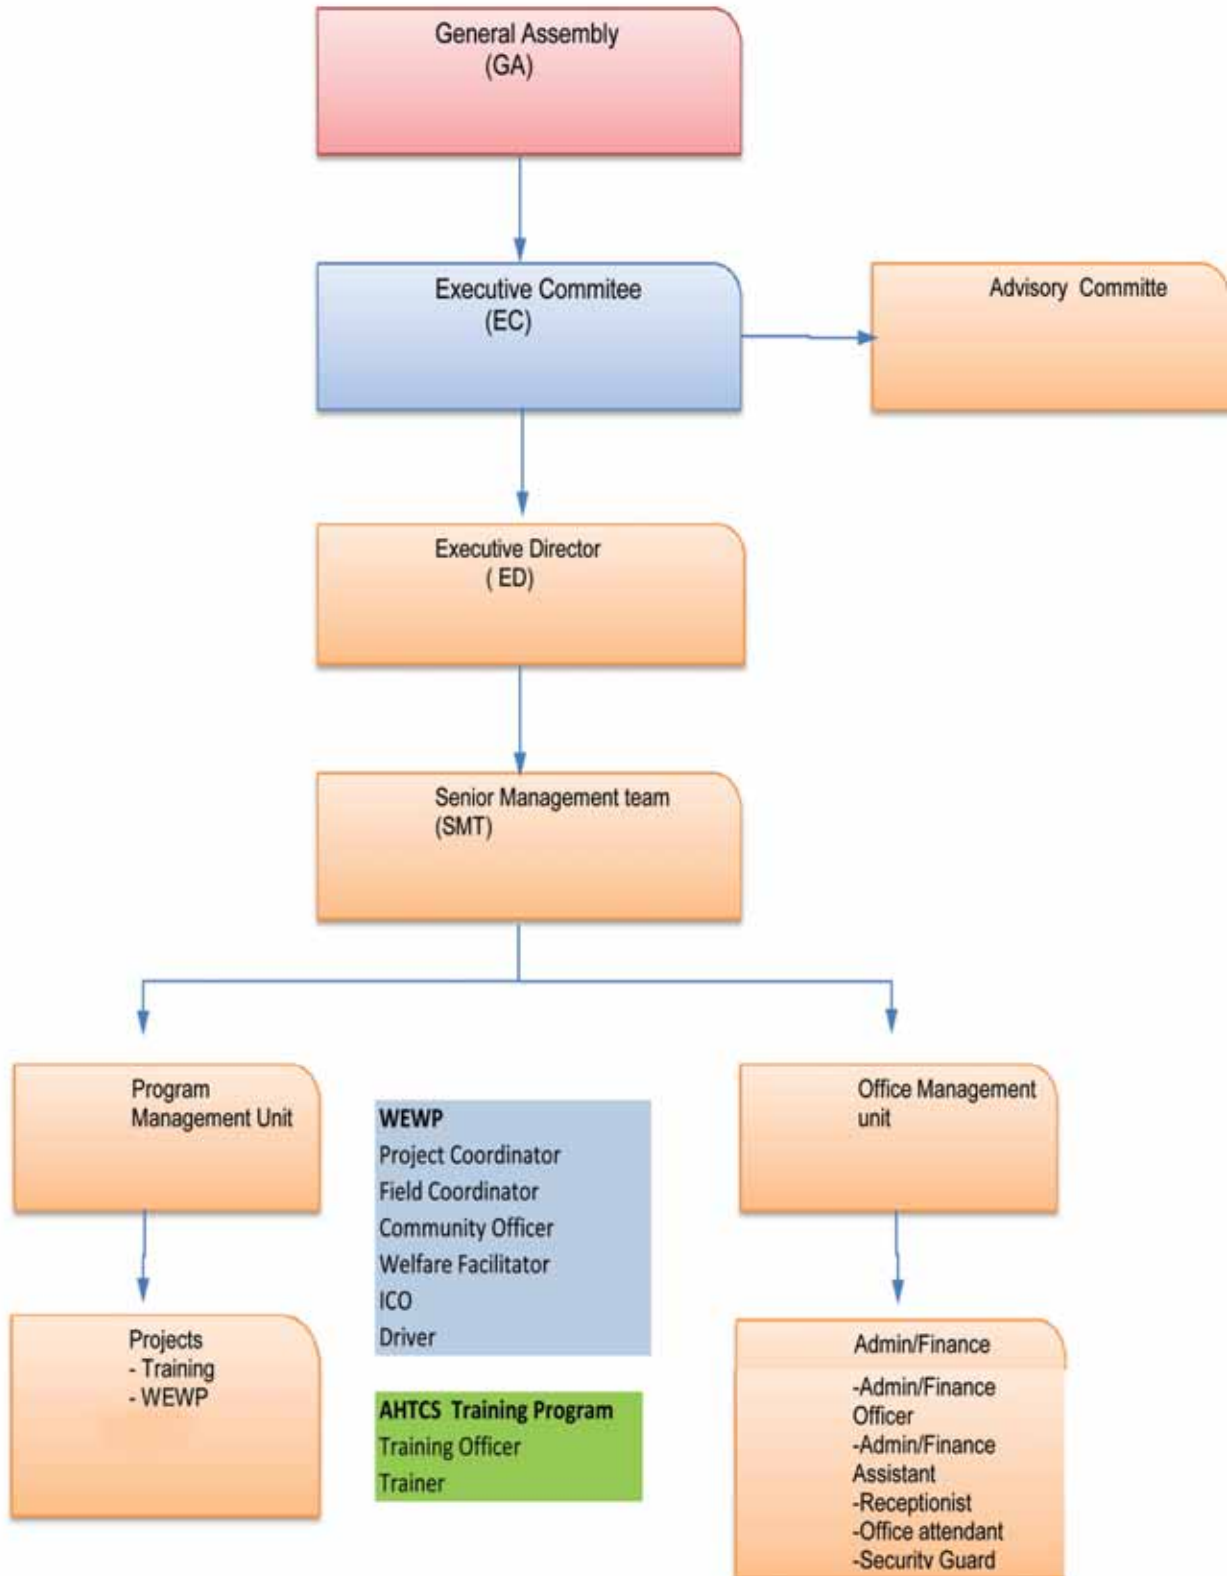 General Assembly
(GA)
Executive Commitee
(EC)
Advisory Committe
Executive Director
( ED)
Senior Management team
(SMT)
Program
Management Unit
Office Management
unit
WEWP
Project Coordinator
Field Coordinator
Community Officer
Welfare Facilitator
ICO
Driver
Projects
- Training
- WEWP
AHTCS Training Program
Training Officer
Trainer
Admin/Finance
-Admin/Finance
Officer
-Admin/Finance
Assistant
-Receptionist
-Office attendant
-Security Guard